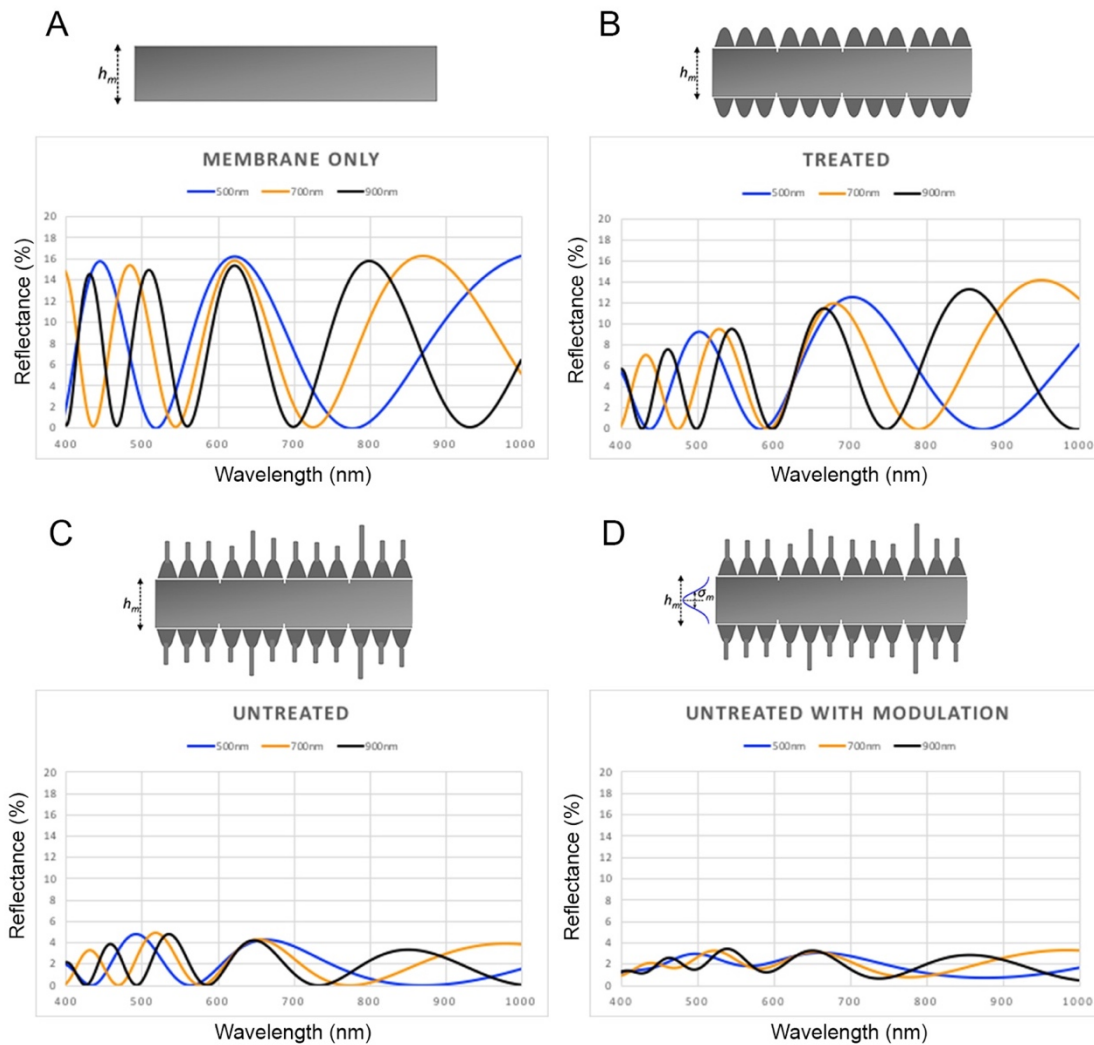 A
h_m
MEMBRANE ONLY
500nm 700nm 900nm
Reflectance (%)
20
18
16
14
12
10
8
6
4
2
0
400 500 600 700 800 900 1000
Wavelength (nm)
B
h_m
TREATED
500nm 700nm 900nm
Reflectance (%)
20
18
16
14
12
10
8
6
4
2
0
400 500 600 700 800 900 1000
Wavelength (nm)
C
h_m
UNTREATED
500nm 700nm 900nm
Reflectance (%)
20
18
16
14
12
10
8
6
4
2
0
400 500 600 700 800 900 1000
Wavelength (nm)
D
h_m σ_m
UNTREATED WITH MODULATION
500nm 700nm 900nm
Reflectance (%)
20
18
16
14
12
10
8
6
4
2
0
400 500 600 700 800 900 1000
Wavelength (nm)